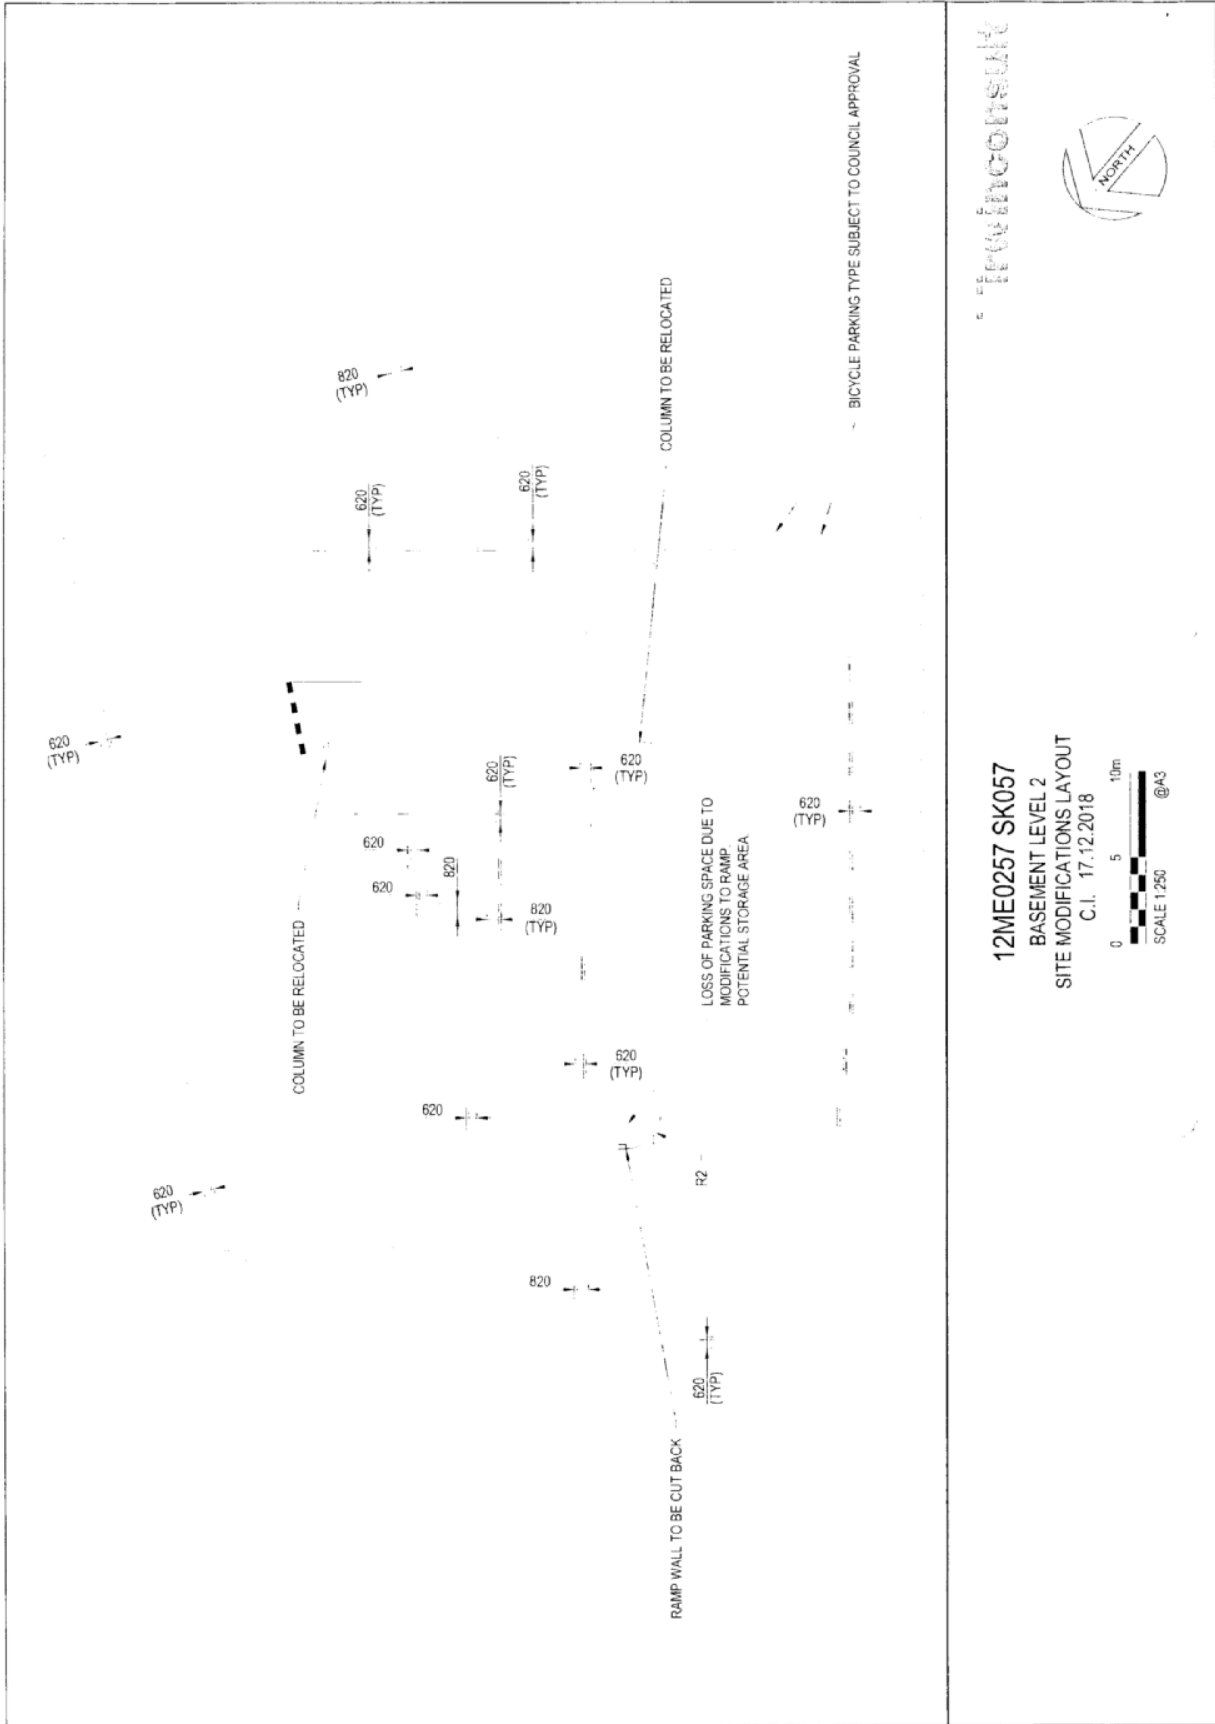 620
(TYP)
820
(TYP)
620
(TYP)
620
(TYP)
COLUMN TO BE RELOCATED
620
620
820
620
(TYP)
820
(TYP)
620
(TYP)
COLUMN TO BE RELOCATED
620
(TYP)
620
620
(TYP)
820
620
(TYP)
R2
LOSS OF PARKING SPACE DUE TO
MODIFICATIONS TO RAMP.
POTENTIAL STORAGE AREA
620
(TYP)
BICYCLE PARKING TYPE SUBJECT TO COUNCIL APPROVAL
RAMP WALL TO BE CUT BACK
12ME0257 SK057
BASEMENT LEVEL 2
SITE MODIFICATIONS LAYOUT
C.I. 17.12.2018
0 5 10m
SCALE 1:250 @A3
NORTH